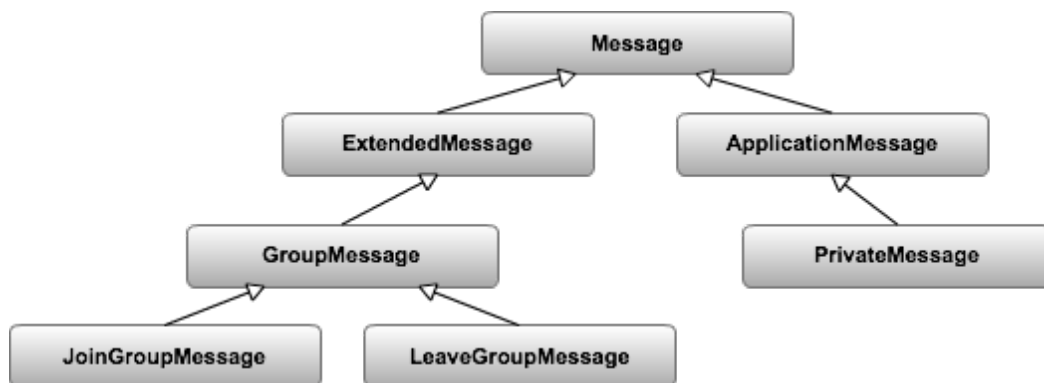 Message
ExtendedMessage
ApplicationMessage
GroupMessage
PrivateMessage
JoinGroupMessage
LeaveGroupMessage